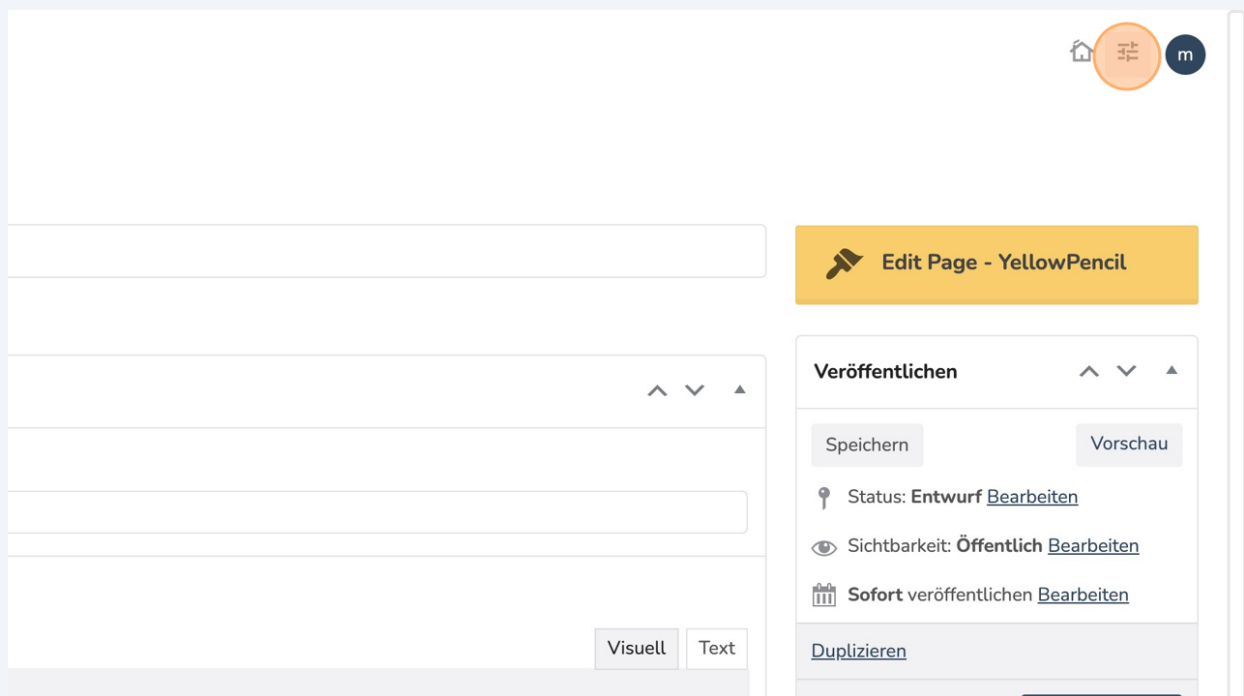 m
Edit Page - YellowPencil
Veröffentlichen
Speichern
Vorschau
Status: Entwurf Bearbeiten
Sichtbarkeit: Öffentlich Bearbeiten
Sofort veröffentlichen Bearbeiten
Visuell
Text
Duplizieren